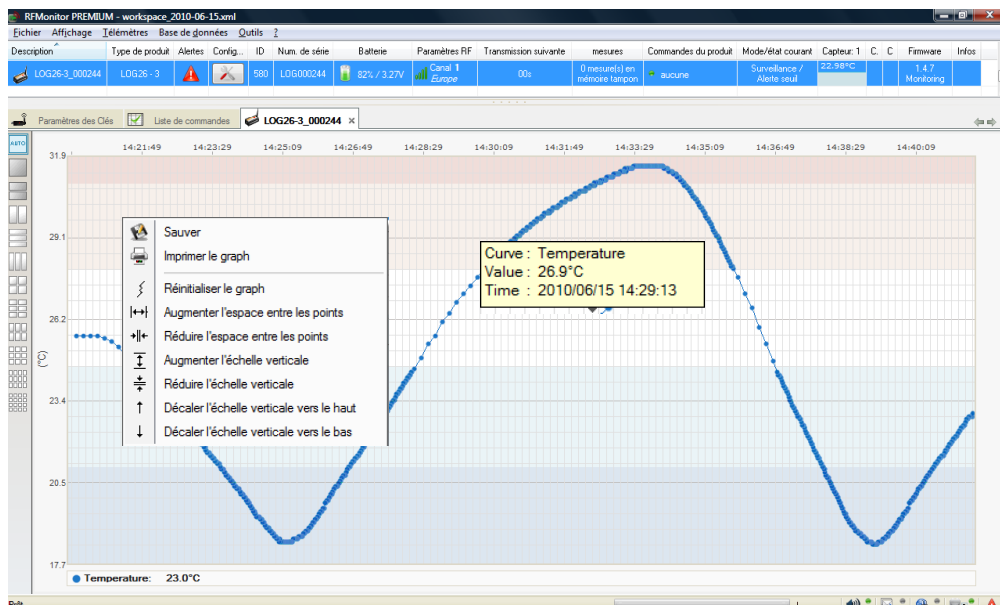 RFMonitor PREMIUM - workspace_2010-06-15.xml
Fichier Affichage Télémètres Base de données Outils ?
Description Type de produit Alertes Config... ID Num. de série Batterie Paramètres RF Transmission suivante mesures Commandes du produit Mode/état courant Capteur: 1 C. C Firmware Infos
LOG26-3_000244 LOG26 - 3 580 LOG000244 82% / 3.27V Canal 1 Europe 00s 0 mesure(s) en mémoire tampon aucune Surveillance / Alerte seuil 22.98°C 1.4.7 Monitoring
Paramètres des Clés Liste de commandes LOG26-3_000244 ×
AUTO
14:21:49 14:23:29 14:25:09 14:26:49 14:28:29 14:30:09 14:31:49 14:33:29 14:35:09 14:36:49 14:38:29 14:40:09
31.9
29.1
26.2
(°C)
23.4
20.5
17.7
Sauver
Imprimer le graph
Réinitialiser le graph
Augmenter l'espace entre les points
Réduire l'espace entre les points
Augmenter l'échelle verticale
Réduire l'échelle verticale
Décaler l'échelle verticale vers le haut
Décaler l'échelle verticale vers le bas
Curve : Temperature
Value : 26.9°C
Time : 2010/06/15 14:29:13
Temperature: 23.0°C
Prêt